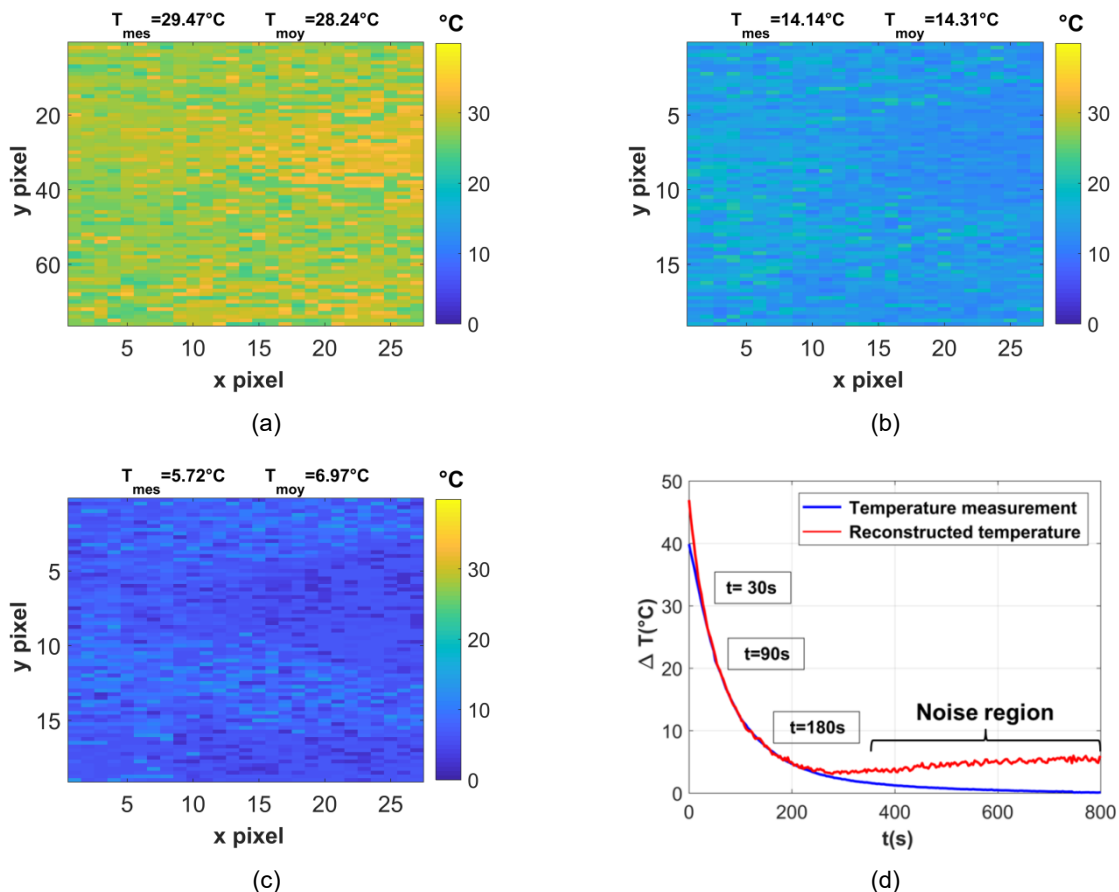 T mes =29.47°C T moy =28.24°C °C
30
20
10
0
20
40
60
y pixel
5 10 15 20 25
x pixel
(a)
T mes =14.14°C T moy =14.31°C °C
30
20
10
0
5
10
15
y pixel
5 10 15 20 25
x pixel
(b)
T mes =5.72°C T moy =6.97°C °C
30
20
10
0
5
10
15
y pixel
5 10 15 20 25
x pixel
(c)
50
40
30
20
10
0
Δ T(°C)
Temperature measurement
Reconstructed temperature
t= 30s
t=90s
t=180s
Noise region
0 200 400 600 800
t(s)
(d)